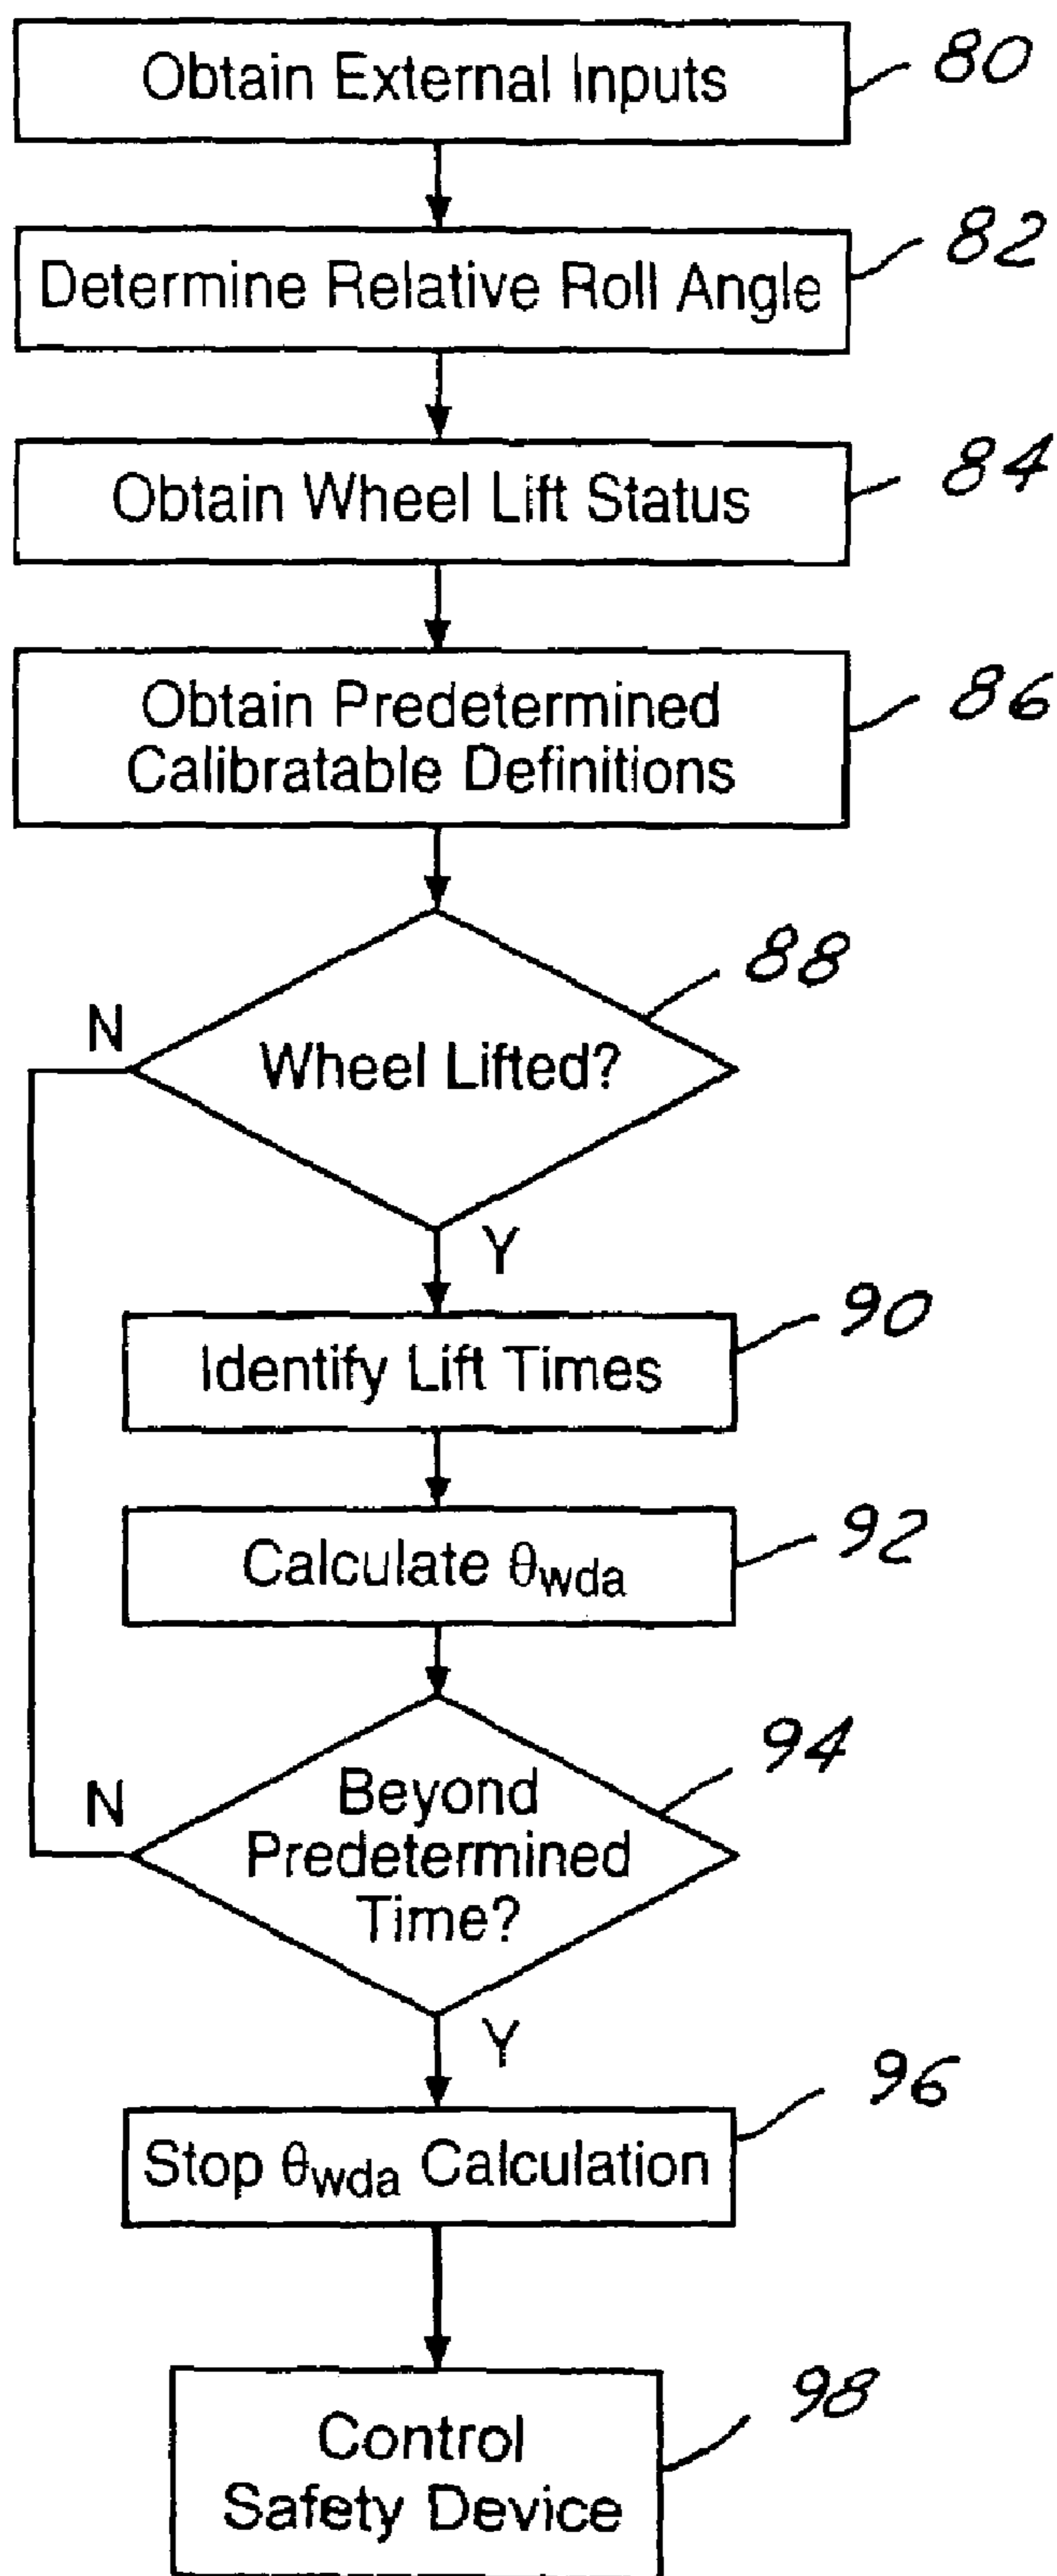 Obtain External Inputs
80
Determine Relative Roll Angle
82
Obtain Wheel Lift Status
84
Obtain Predetermined
Calibratable Definitions
86
88
N
Wheel Lifted?
Y
90
Identify Lift Times
92
Calculate θwda
94
N
Beyond
Predetermined
Time?
Y
96
Stop θwda Calculation
98
Control
Safety Device